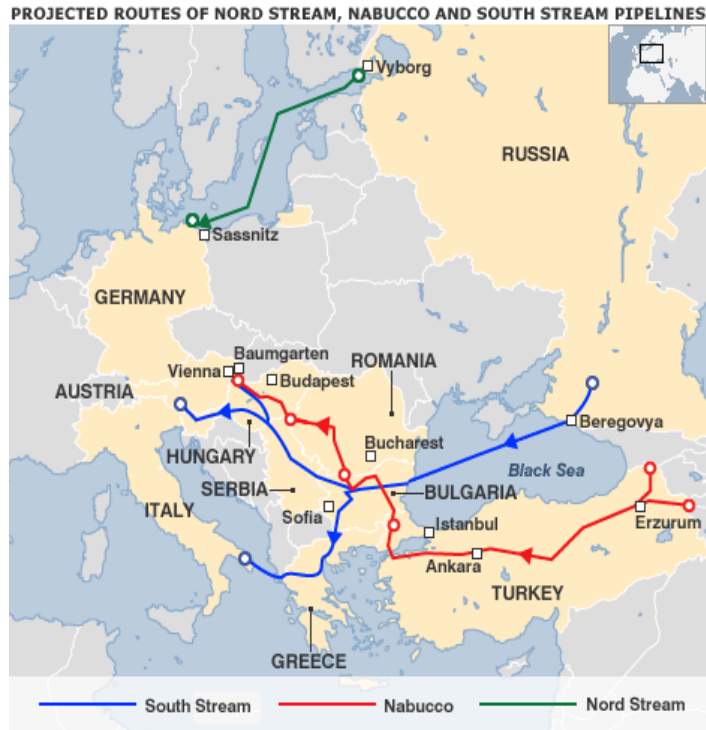 PROJECTED ROUTES OF NORD STREAM, NABUCCO AND SOUTH STREAM PIPELINES
Vyborg
RUSSIA
Sassnitz
GERMANY
Baumgarten
Vienna
ROMANIA
Budapest
AUSTRIA
Beregovya
HUNGARY
Bucharest
Black Sea
SERBIA
BULGARIA
ITALY
Sofia
Istanbul
Erzurum
Ankara
TURKEY
GREECE
South Stream
Nabucco
Nord Stream